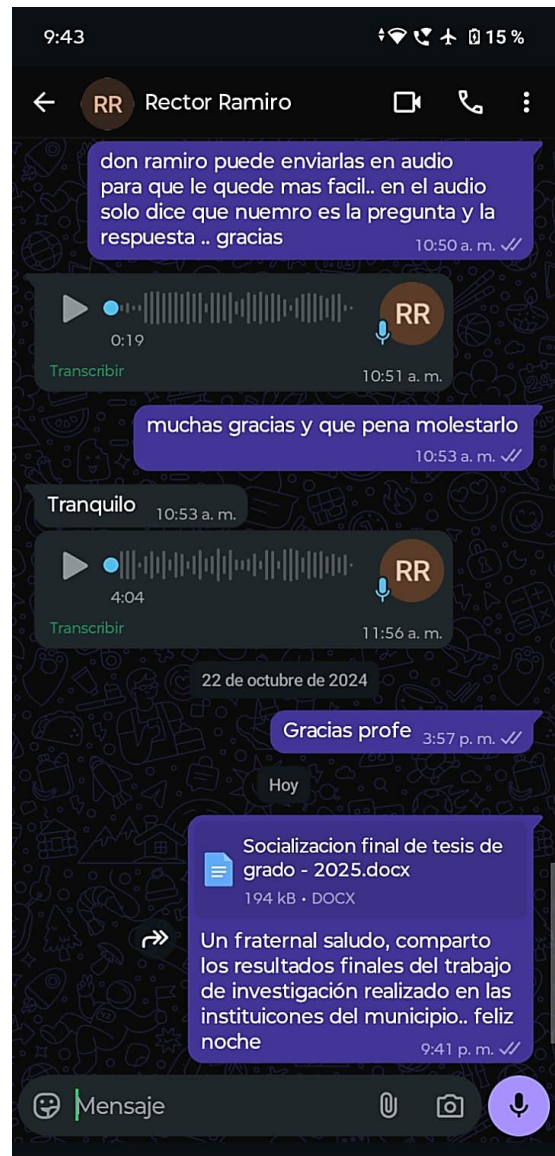 9:43
15 %
RR
Rector Ramiro
don ramiro puede enviarlas en audio
para que le quede mas facil.. en el audio
solo dice que nuemro es la pregunta y la
respuesta .. gracias
10:50 a. m.
RR
0:19
Transcribir
10:51 a. m.
muchas gracias y que pena molestarlo
10:53 a. m.
Tranquilo
10:53 a. m.
RR
4:04
Transcribir
11:56 a. m.
22 de octubre de 2024
Gracias profe
3:57 p. m.
Hoy
Socializacion final de tesis de
grado - 2025.docx
194 kB • DOCX
Un fraternal saludo, comparto
los resultados finales del trabajo
de investigación realizado en las
instituicones del municipio.. feliz
noche
9:41 p. m.
Mensaje